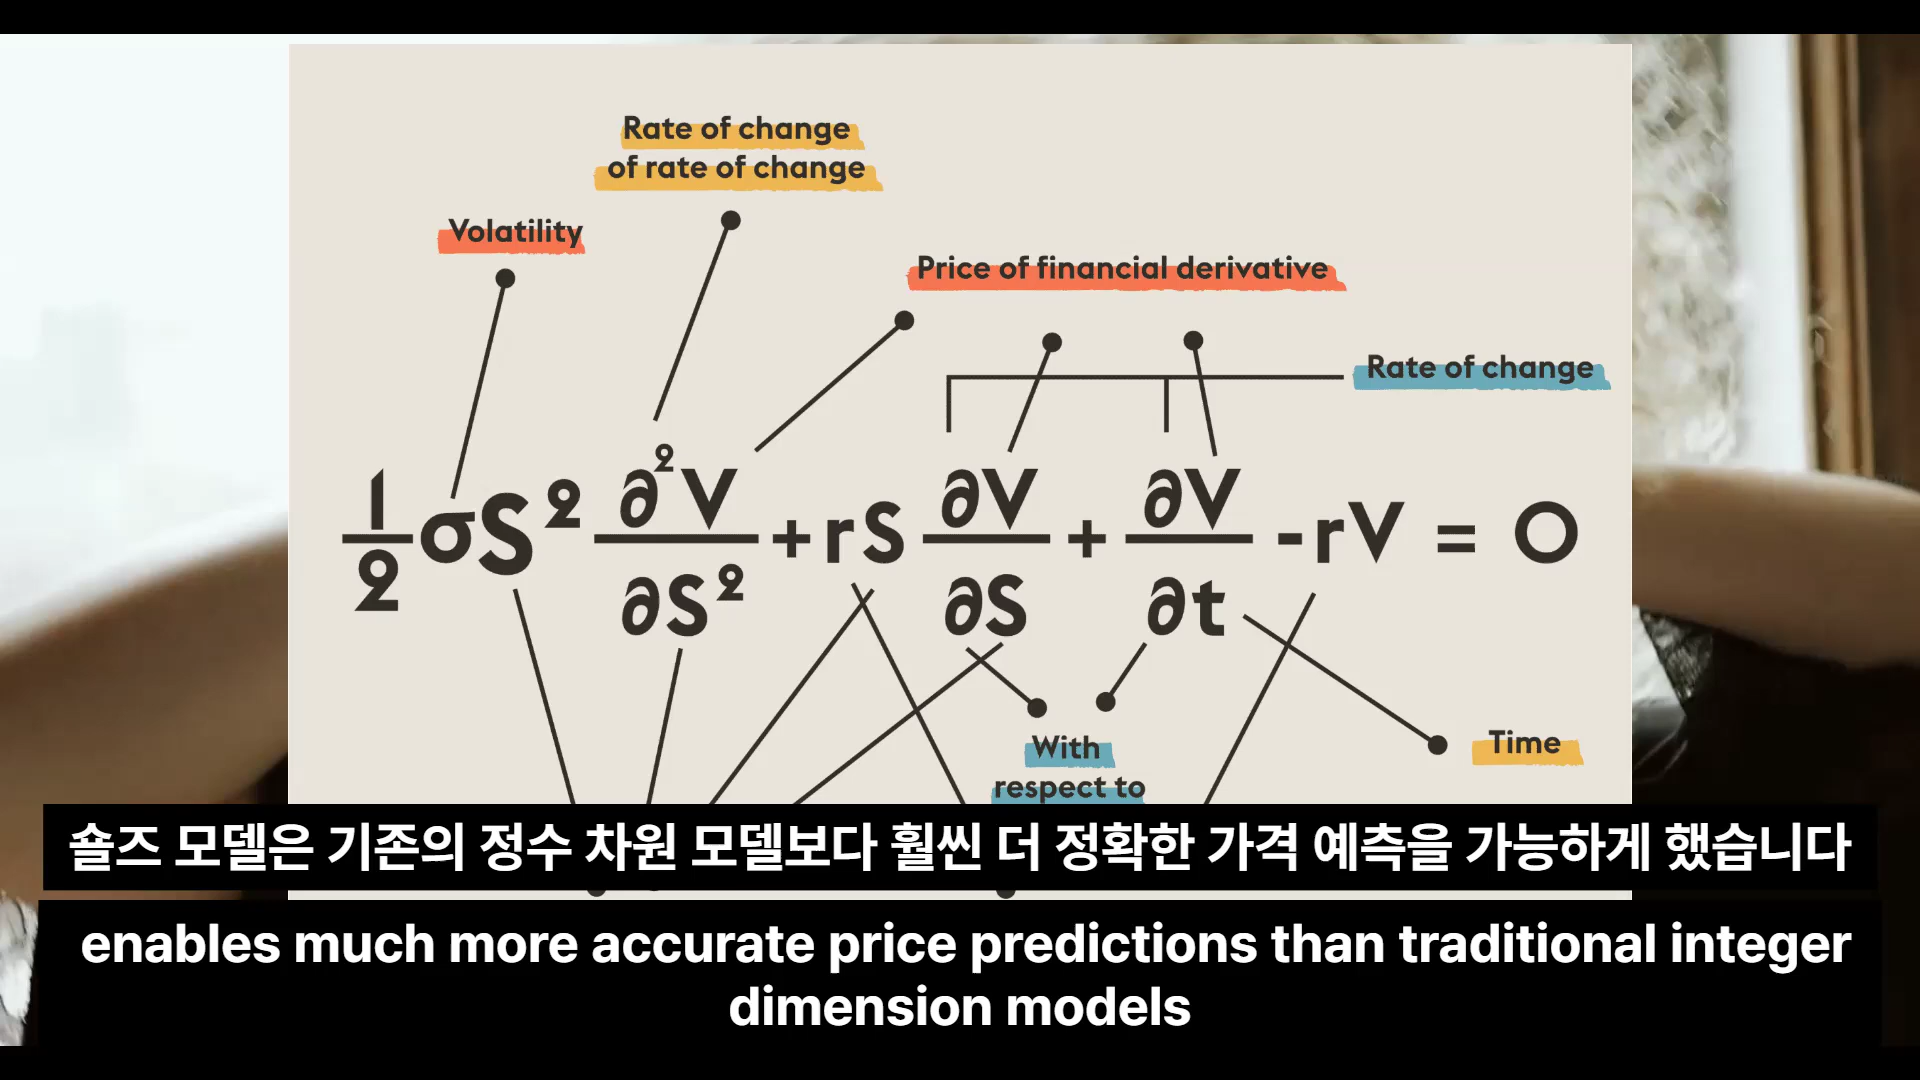 Rate of change
of rate of change
Volatility
Price of financial derivative
Rate of change
1/2 σS² ∂²V/∂S² + rS ∂V/∂S + ∂V/∂t - rV = 0
With
respect to
Time
숄즈 모델은 기존의 정수 차원 모델보다 훨씬 더 정확한 가격 예측을 가능하게 했습니다
enables much more accurate price predictions than traditional integer
dimension models